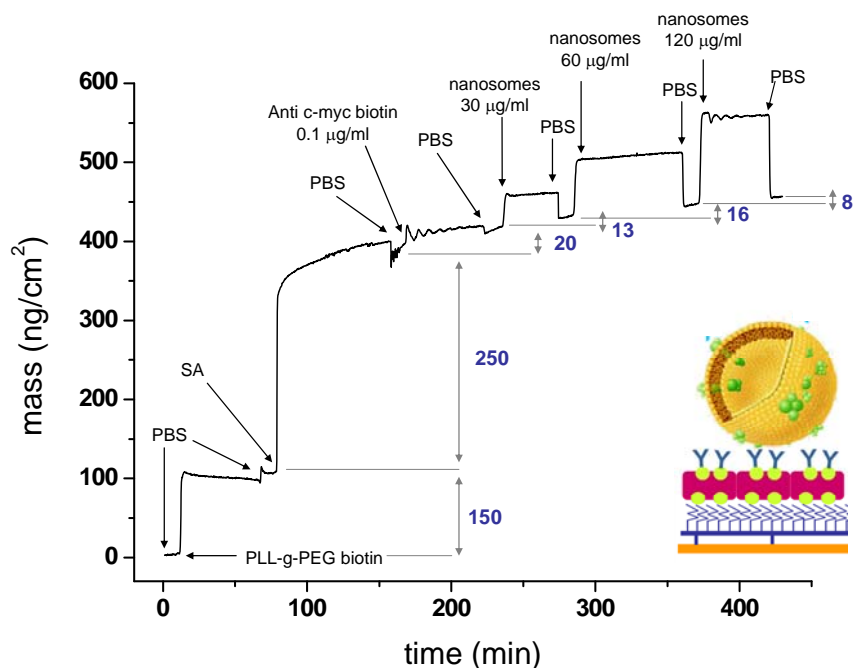 nanosomes
120 μg/ml
nanosomes
60 μg/ml
nanosomes
30 μg/ml
Anti c-myc biotin
0.1 μg/ml
PBS
PBS
PBS
PBS
PBS
SA
PBS
PLL-g-PEG biotin
150
250
20
13
16
8
mass (ng/cm²)
600
500
400
300
200
100
0
0
100
200
300
400
time (min)